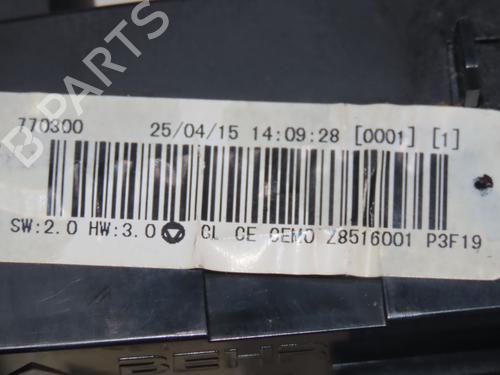 770300 25/04/15 14:09:28 [0001] [1]
SW:2.0 HW:3.0 CL CE CEMO Z8516001 P3F19
BEHR
B-PARTS